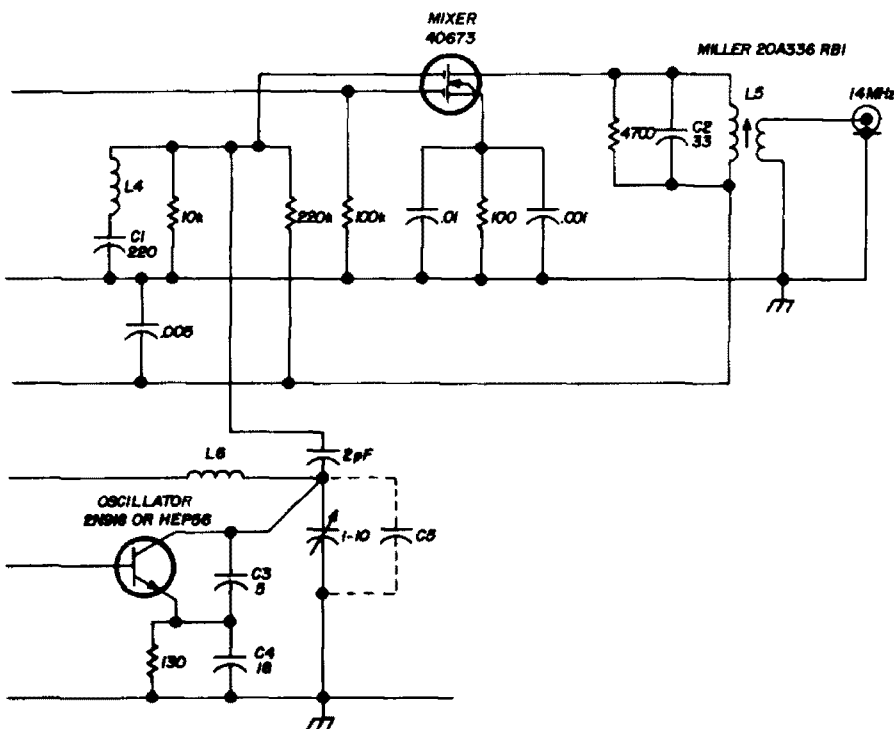 MIXER
40673
MILLER 20A336 RB1
L5
14MHz
4700
C2
33
L4
C1
220
10k
220k
100k
.01
100
.001
.005
L6
2pF
OSCILLATOR
2N918 OR HEP56
1-10
C5
C3
5
130
C4
18